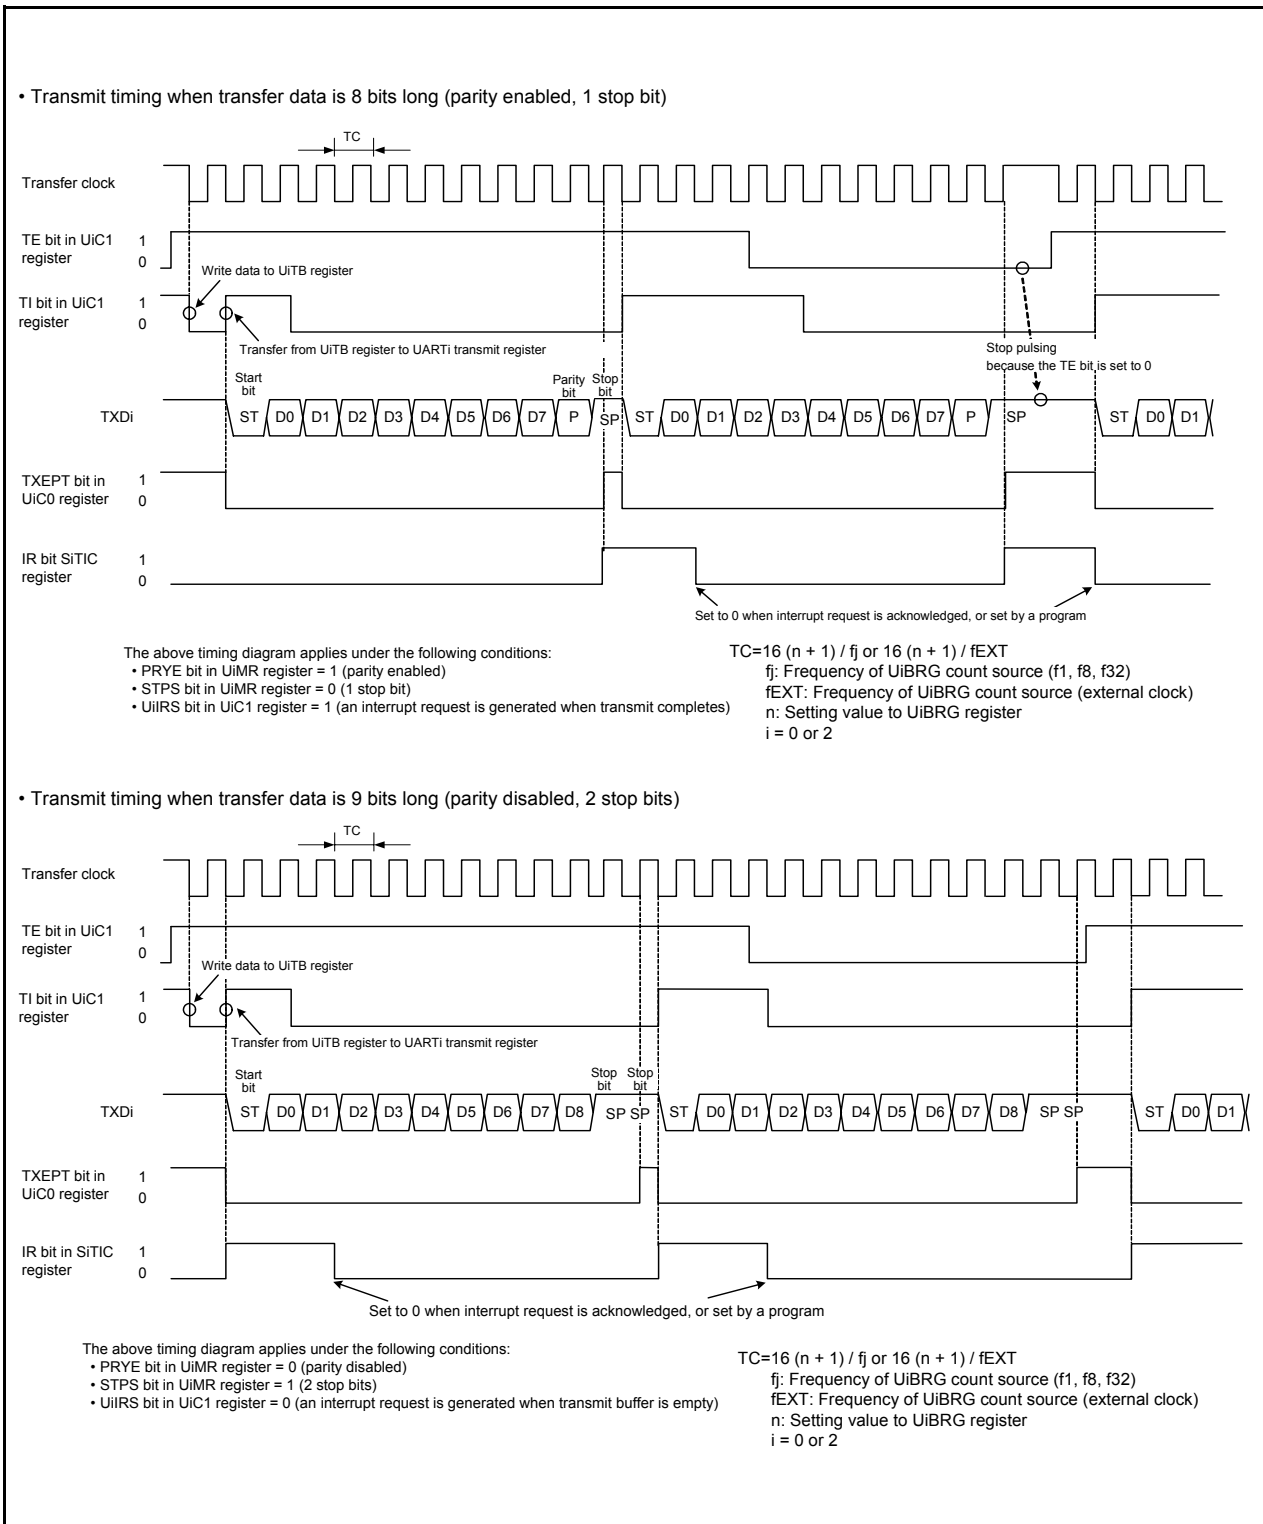 • Transmit timing when transfer data is 8 bits long (parity enabled, 1 stop bit)
TC
Transfer clock
TE bit in UiC1
register
1
0
Write data to UiTB register
TI bit in UiC1
register
1
0
Transfer from UiTB register to UARTi transmit register
Stop pulsing
because the TE bit is set to 0
Start
bit
Parity
bit
Stop
bit
TXDi
ST D0 D1 D2 D3 D4 D5 D6 D7 P SP ST D0 D1 D2 D3 D4 D5 D6 D7 P SP ST D0 D1
TXEPT bit in
UiC0 register
1
0
IR bit SiTIC
register
1
0
Set to 0 when interrupt request is acknowledged, or set by a program
The above timing diagram applies under the following conditions:
• PRYE bit in UiMR register = 1 (parity enabled)
• STPS bit in UiMR register = 0 (1 stop bit)
• UiIRS bit in UiC1 register = 1 (an interrupt request is generated when transmit completes)
TC=16 (n + 1) / fj or 16 (n + 1) / fEXT
fj: Frequency of UiBRG count source (f1, f8, f32)
fEXT: Frequency of UiBRG count source (external clock)
n: Setting value to UiBRG register
i = 0 or 2
• Transmit timing when transfer data is 9 bits long (parity disabled, 2 stop bits)
TC
Transfer clock
TE bit in UiC1
register
1
0
Write data to UiTB register
TI bit in UiC1
register
1
0
Transfer from UiTB register to UARTi transmit register
Start
bit
Stop
bit
Stop
bit
TXDi
ST D0 D1 D2 D3 D4 D5 D6 D7 D8 SP SP ST D0 D1 D2 D3 D4 D5 D6 D7 D8 SP SP ST D0 D1
TXEPT bit in
UiC0 register
1
0
IR bit in SiTIC
register
1
0
Set to 0 when interrupt request is acknowledged, or set by a program
The above timing diagram applies under the following conditions:
• PRYE bit in UiMR register = 0 (parity disabled)
• STPS bit in UiMR register = 1 (2 stop bits)
• UiIRS bit in UiC1 register = 0 (an interrupt request is generated when transmit buffer is empty)
TC=16 (n + 1) / fj or 16 (n + 1) / fEXT
fj: Frequency of UiBRG count source (f1, f8, f32)
fEXT: Frequency of UiBRG count source (external clock)
n: Setting value to UiBRG register
i = 0 or 2